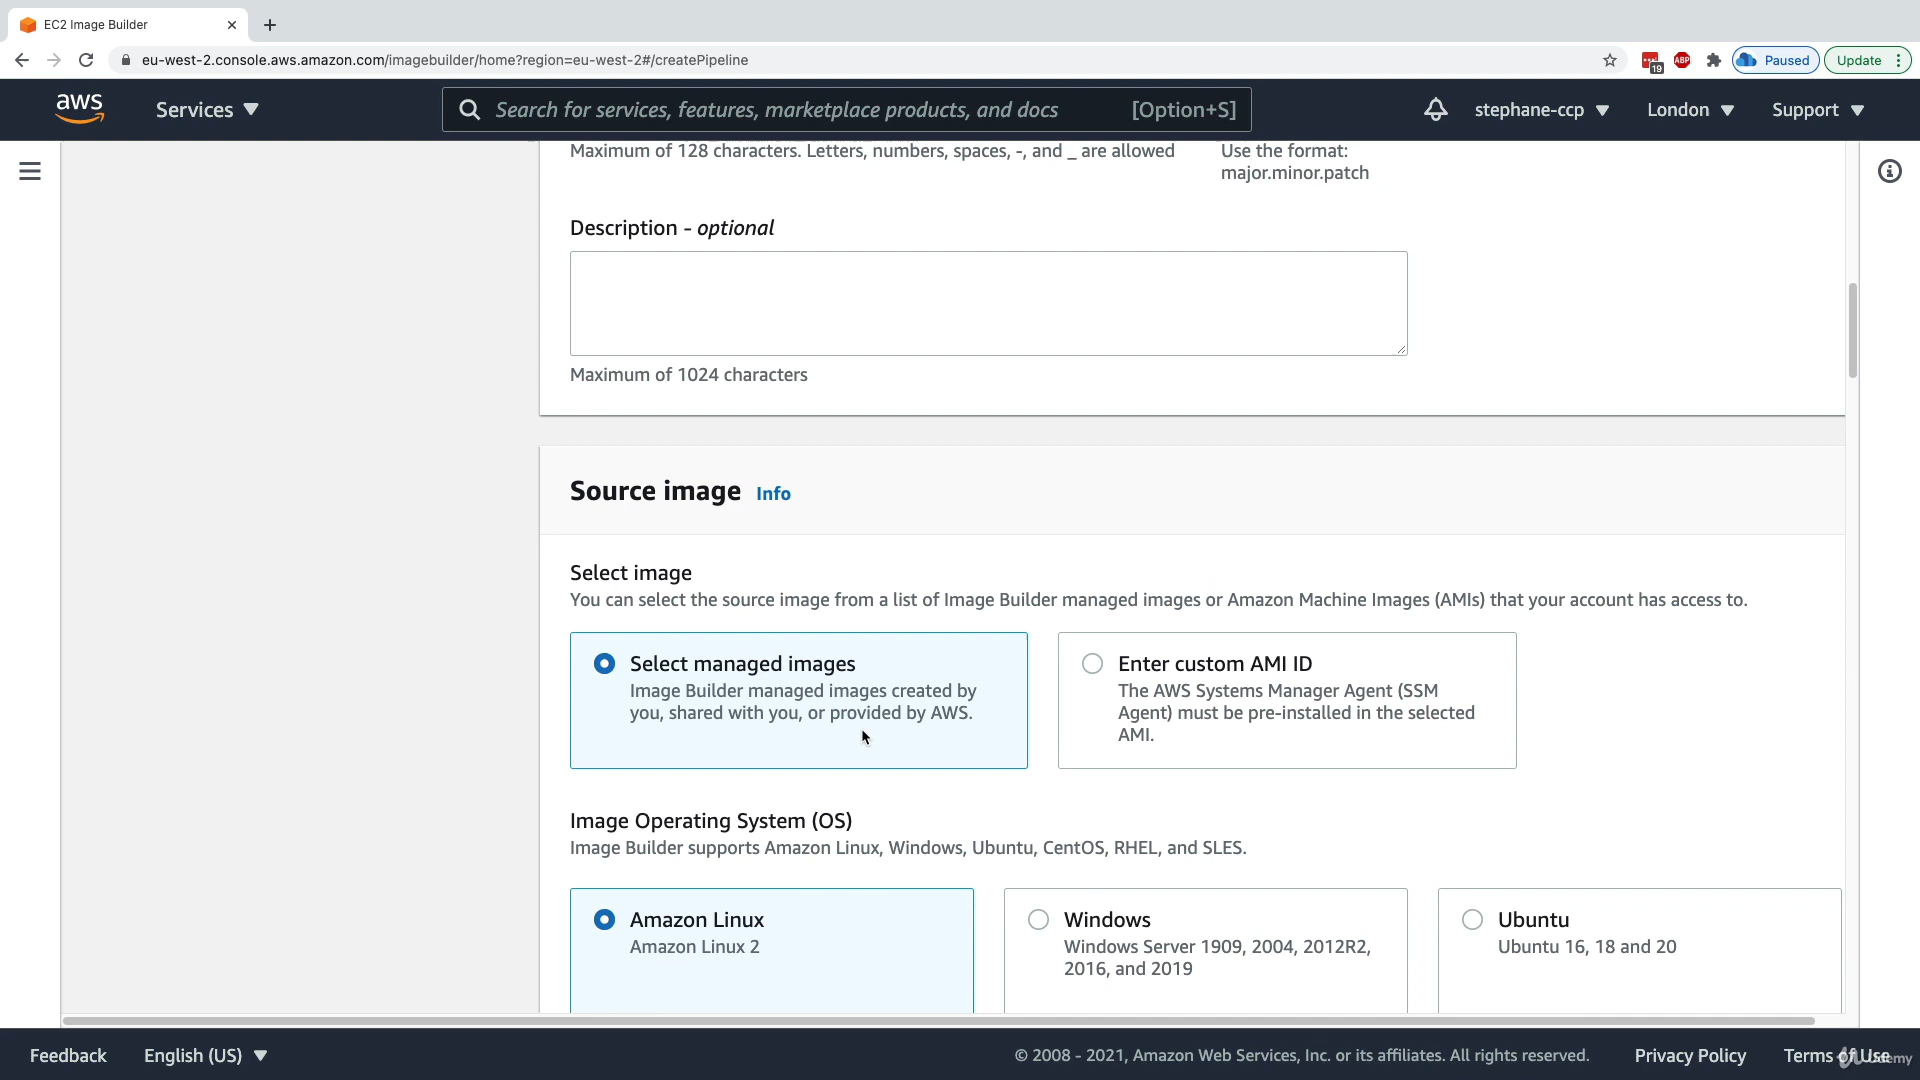 EC2 Image Builder
eu-west-2.console.aws.amazon.com/imagebuilder/home?region=eu-west-2#/createPipeline
19
ABP
Paused
Update
aws
Services
Search for services, features, marketplace products, and docs
[Option+S]
stephane-ccp
London
Support
Maximum of 128 characters. Letters, numbers, spaces, -, and _ are allowed
Use the format:
major.minor.patch
Description - optional
Maximum of 1024 characters
Source image Info
Select image
You can select the source image from a list of Image Builder managed images or Amazon Machine Images (AMIs) that your account has access to.
Select managed images
Image Builder managed images created by
you, shared with you, or provided by AWS.
Enter custom AMI ID
The AWS Systems Manager Agent (SSM
Agent) must be pre-installed in the selected
AMI.
Image Operating System (OS)
Image Builder supports Amazon Linux, Windows, Ubuntu, CentOS, RHEL, and SLES.
Amazon Linux
Amazon Linux 2
Windows
Windows Server 1909, 2004, 2012R2,
2016, and 2019
Ubuntu
Ubuntu 16, 18 and 20
Feedback
English (US)
© 2008 - 2021, Amazon Web Services, Inc. or its affiliates. All rights reserved.
Privacy Policy
Terms of Use
Udemy